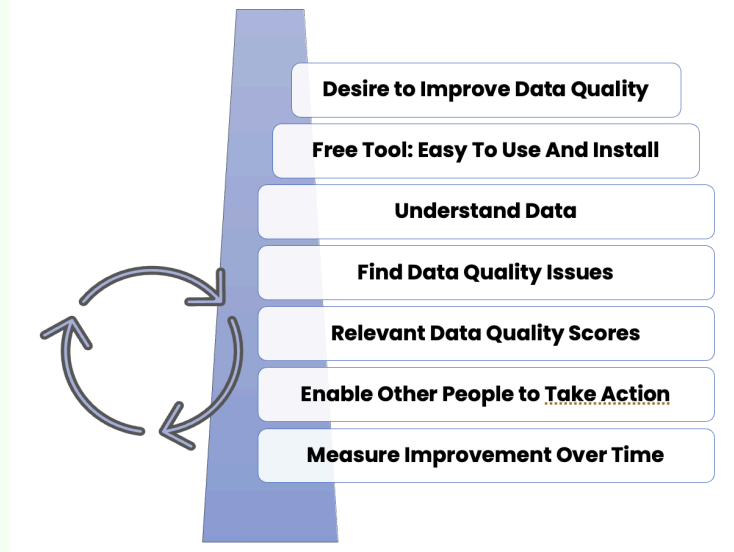 Desire to Improve Data Quality
Free Tool: Easy To Use And Install
Understand Data
Find Data Quality Issues
Relevant Data Quality Scores
Enable Other People to Take Action
Measure Improvement Over Time